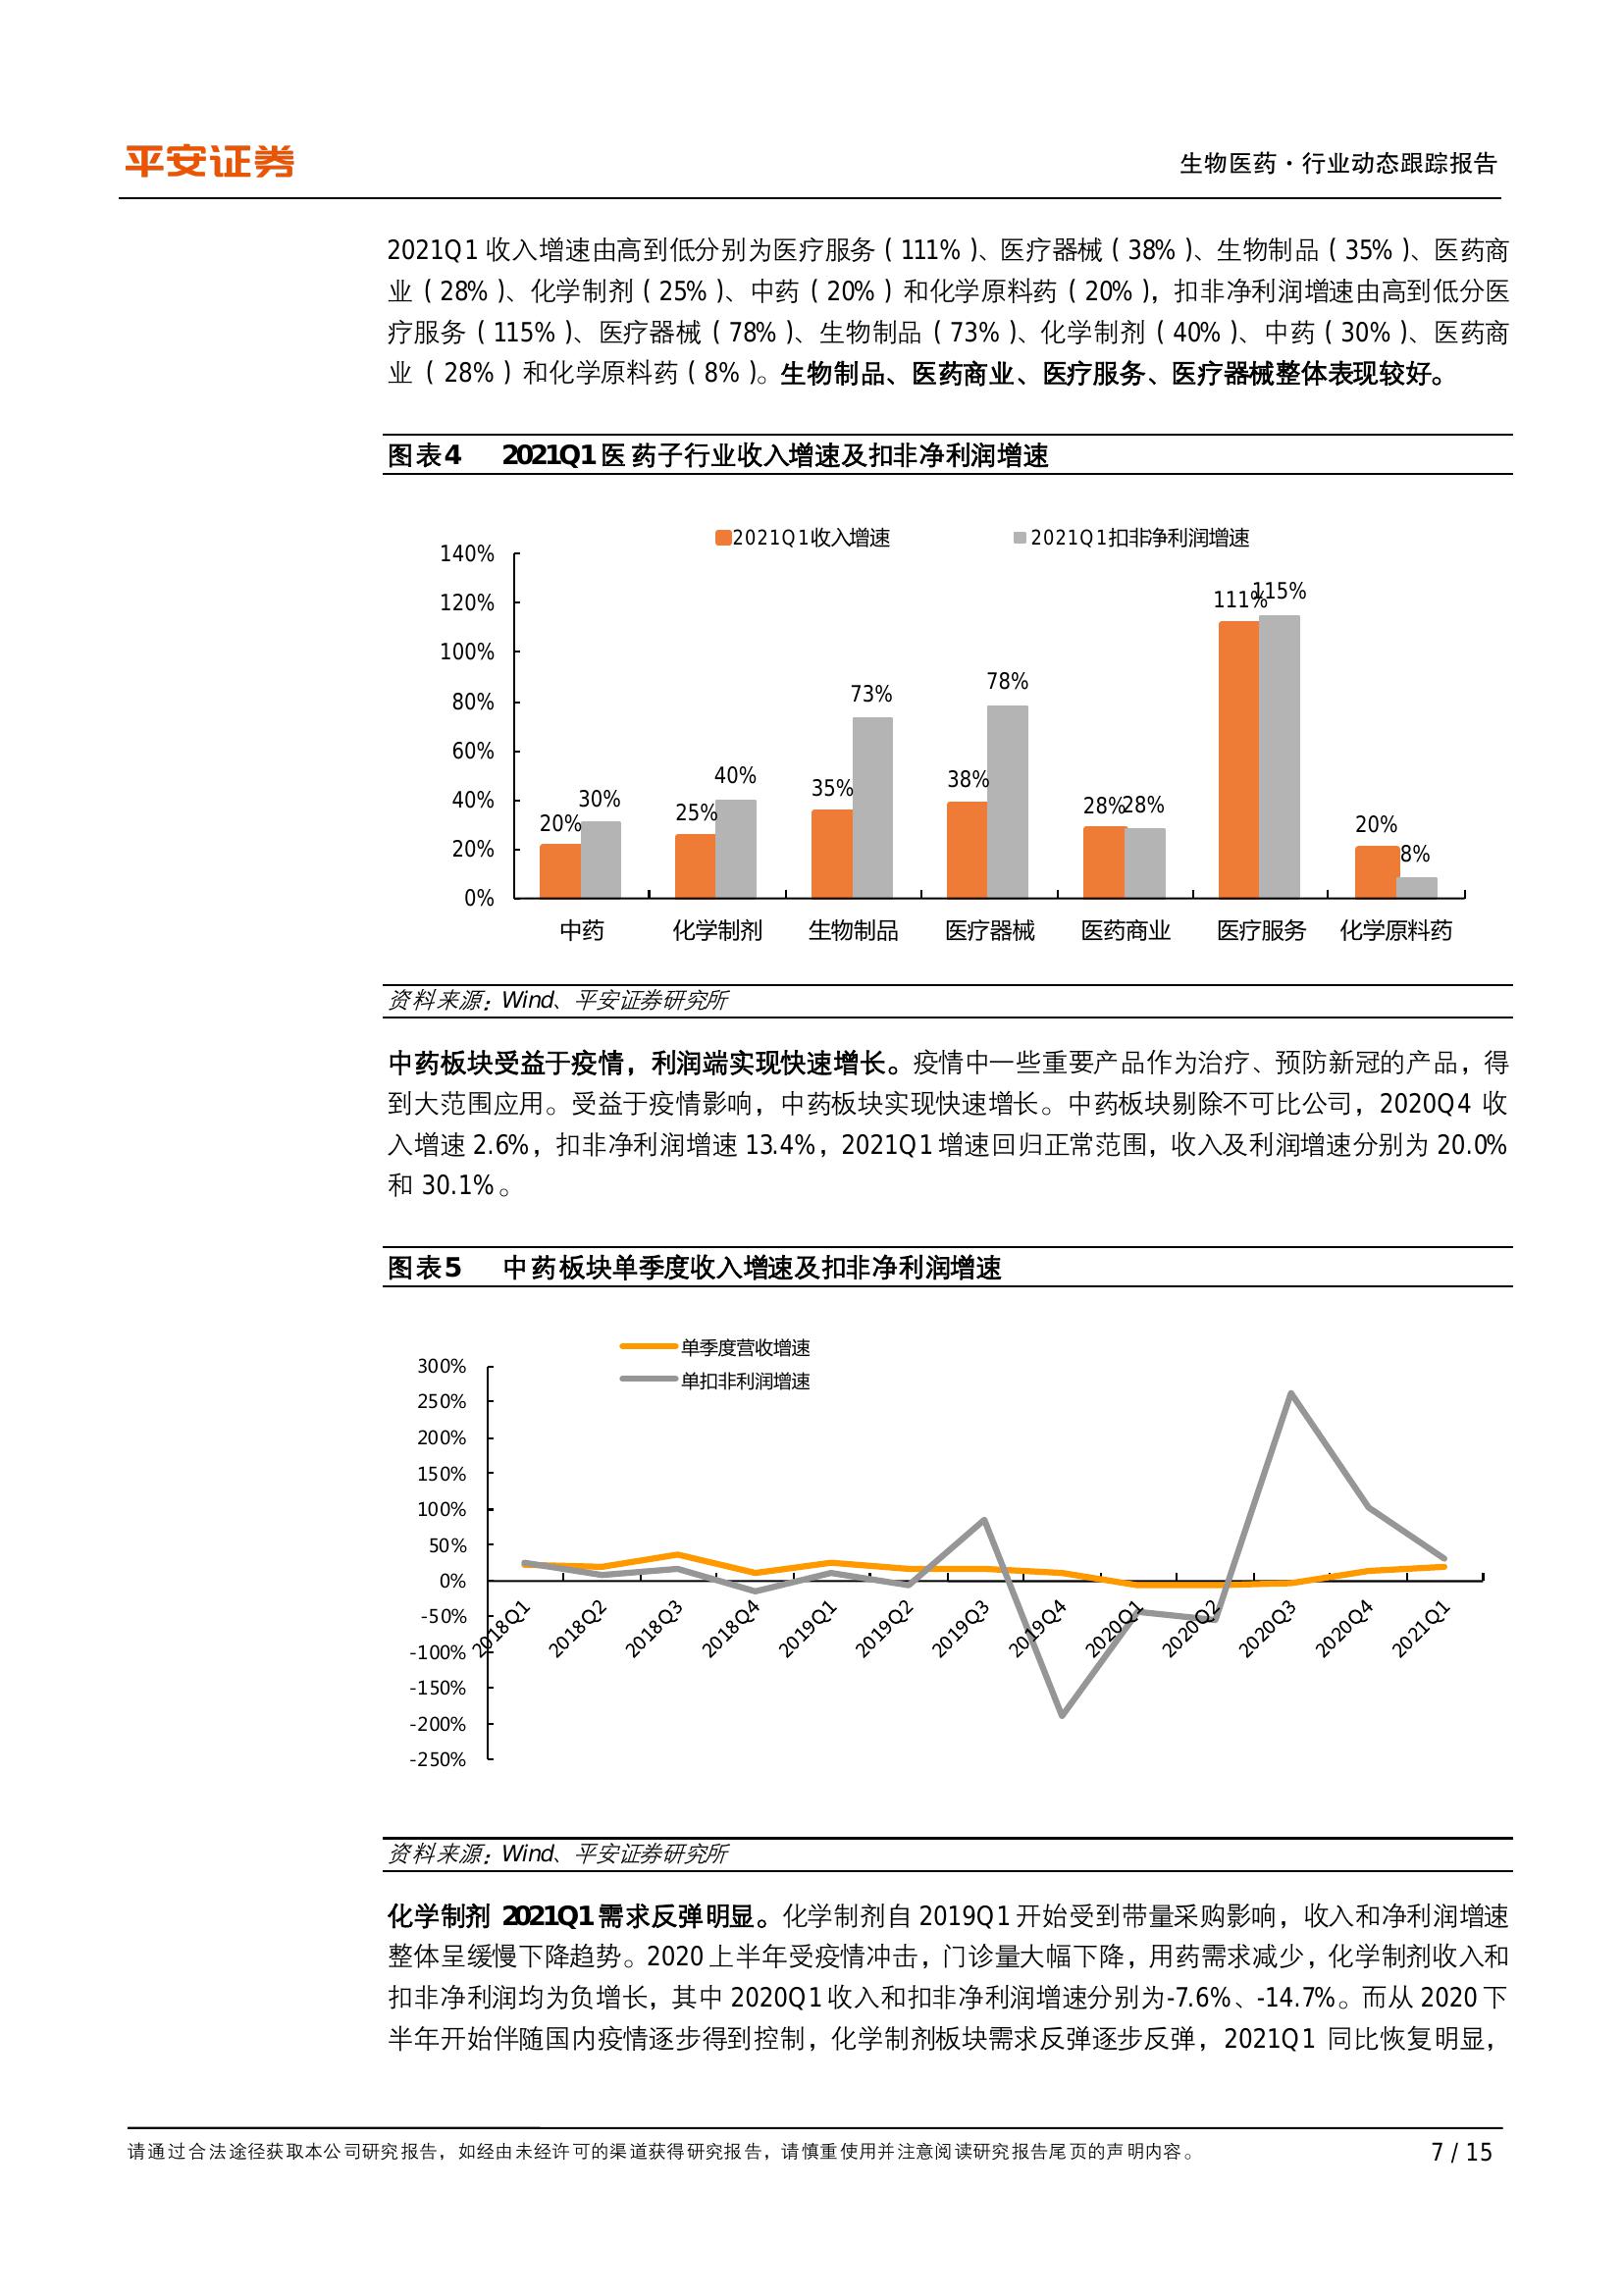 平安证券
生物医药·行业动态跟踪报告
2021Q1 收入增速由高到低分别为医疗服务（111%）、医疗器械（38%）、生物制品（35%）、医药商
业（28%）、化学制剂（25%）、中药（20%）和化学原料药（20%），扣非净利润增速由高到低分医
疗服务（115%）、医疗器械（78%）、生物制品（73%）、化学制剂（40%）、中药（30%）、医药商
业（28%）和化学原料药（8%）。生物制品、医药商业、医疗服务、医疗器械整体表现较好。
图表4 2021Q1 医药子行业收入增速及扣非净利润增速
2021Q1收入增速 2021Q1扣非净利润增速
140%
120%
100%
80%
60%
40%
20%
0%
20% 30% 25% 40% 35% 73% 38% 78% 28% 28% 111% 115% 20% 8%
中药 化学制剂 生物制品 医疗器械 医药商业 医疗服务 化学原料药
资料来源：Wind、平安证券研究所
中药板块受益于疫情，利润端实现快速增长。疫情中一些重要产品作为治疗、预防新冠的产品，得
到大范围应用。受益于疫情影响，中药板块实现快速增长。中药板块剔除不可比公司，2020Q4 收
入增速 2.6%，扣非净利润增速 13.4%，2021Q1 增速回归正常范围，收入及利润增速分别为 20.0%
和 30.1%。
图表5 中药板块单季度收入增速及扣非净利润增速
单季度营收增速
单扣非利润增速
300%
250%
200%
150%
100%
50%
0%
-50%
-100%
-150%
-200%
-250%
2018Q1 2018Q2 2018Q3 2018Q4 2019Q1 2019Q2 2019Q3 2019Q4 2020Q1 2020Q2 2020Q3 2020Q4 2021Q1
资料来源：Wind、平安证券研究所
化学制剂 2021Q1 需求反弹明显。化学制剂自 2019Q1 开始受到带量采购影响，收入和净利润增速
整体呈缓慢下降趋势。2020 上半年受疫情冲击，门诊量大幅下降，用药需求减少，化学制剂收入和
扣非净利润均为负增长，其中 2020Q1 收入和扣非净利润增速分别为-7.6%、-14.7%。而从 2020 下
半年开始伴随国内疫情逐步得到控制，化学制剂板块需求反弹逐步反弹，2021Q1 同比恢复明显，
请通过合法途径获取本公司研究报告，如经由未经许可的渠道获得研究报告，请慎重使用并注意阅读研究报告尾页的声明内容。
7 / 15